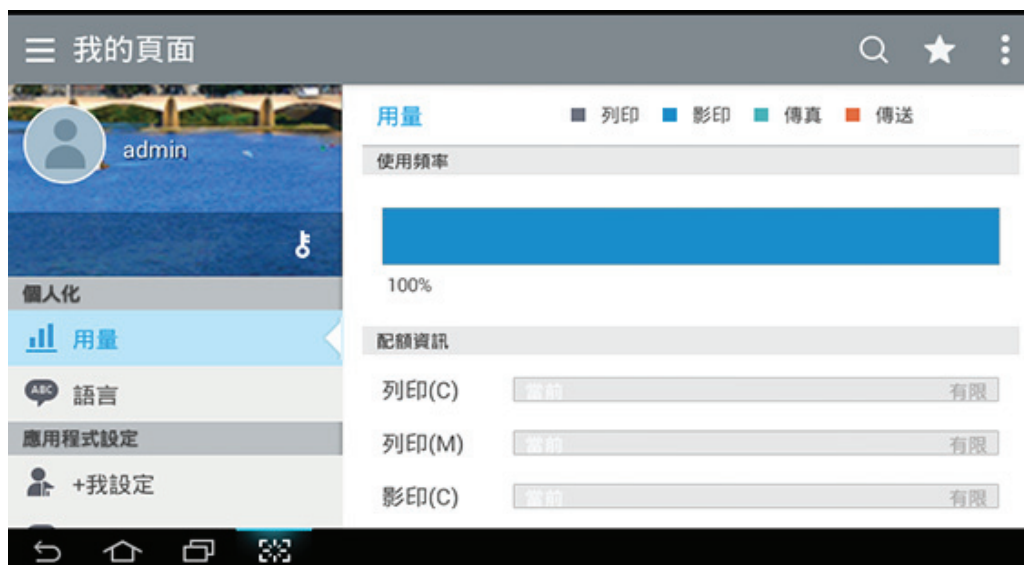 我的頁面
admin
個人化
用量
ABC
語言
應用程式設定
+我設定
用量
列印 影印 傳真 傳送
使用頻率
100%
配額資訊
列印(C) 當前 有限
列印(M) 當前 有限
影印(C) 當前 有限